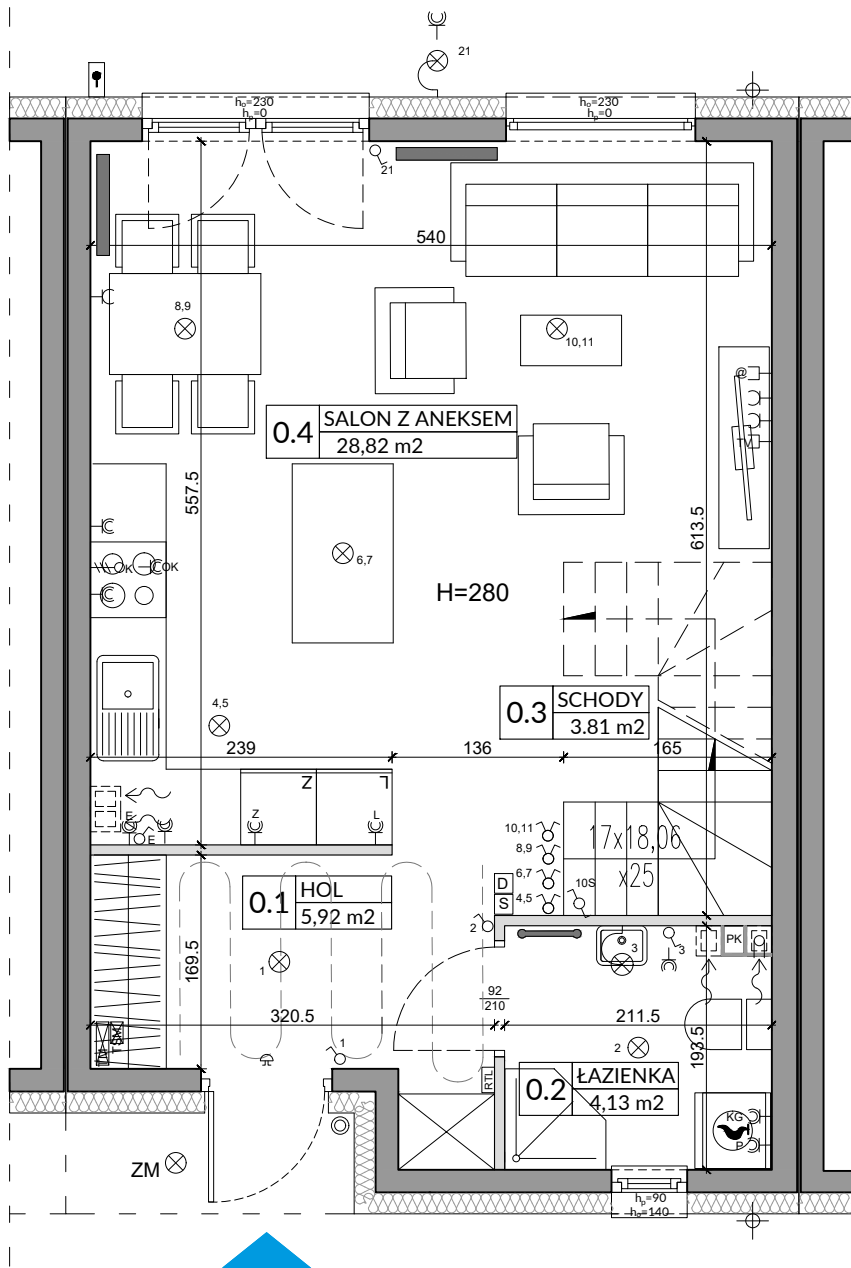 21
hₒ=230
hₚ=0
hₒ=230
hₚ=0
21
540
8,9
10,11
@
TV
0.4
SALON Z ANEKSEM
28,82 m2
557.5
613.5
OK
OK
6,7
H=280
4,5
0.3
SCHODY
3.81 m2
239
136
165
Z
L
E
E
Z
L
10,11
8,9
6,7
4,5
17x18,06
x25
D
S
10S
0.1
HOL
5,92 m2
2
3
3
PK
169.5
1
92
210
320.5
211.5
193.5
1
2
RTL
0.2
ŁAZIENKA
4,13 m2
KG
P
ZM
hₚ=90
hₒ=140